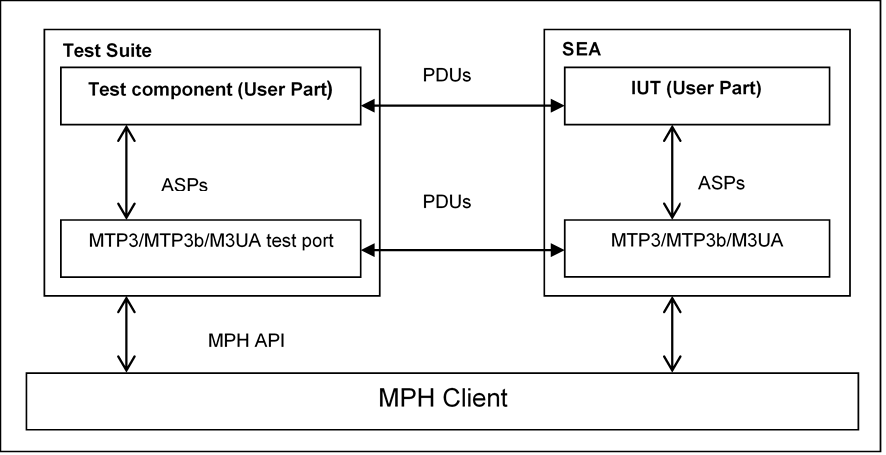 Test Suite
SEA
Test component (User Part)
PDUs
IUT (User Part)
ASPs
ASPs
PDUs
MTP3/MTP3b/M3UA test port
MTP3/MTP3b/M3UA
MPH API
MPH Client